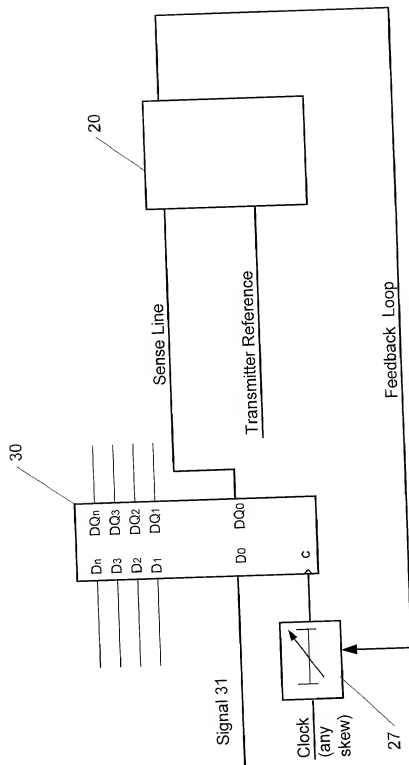 30
20
Dn
DQn
D3
DQ3
D2
DQ2
D1
DQ1
D0
DQ0
C
Sense Line
Transmitter Reference
Signal 31
Clock
(any
skew)
27
Feedback Loop